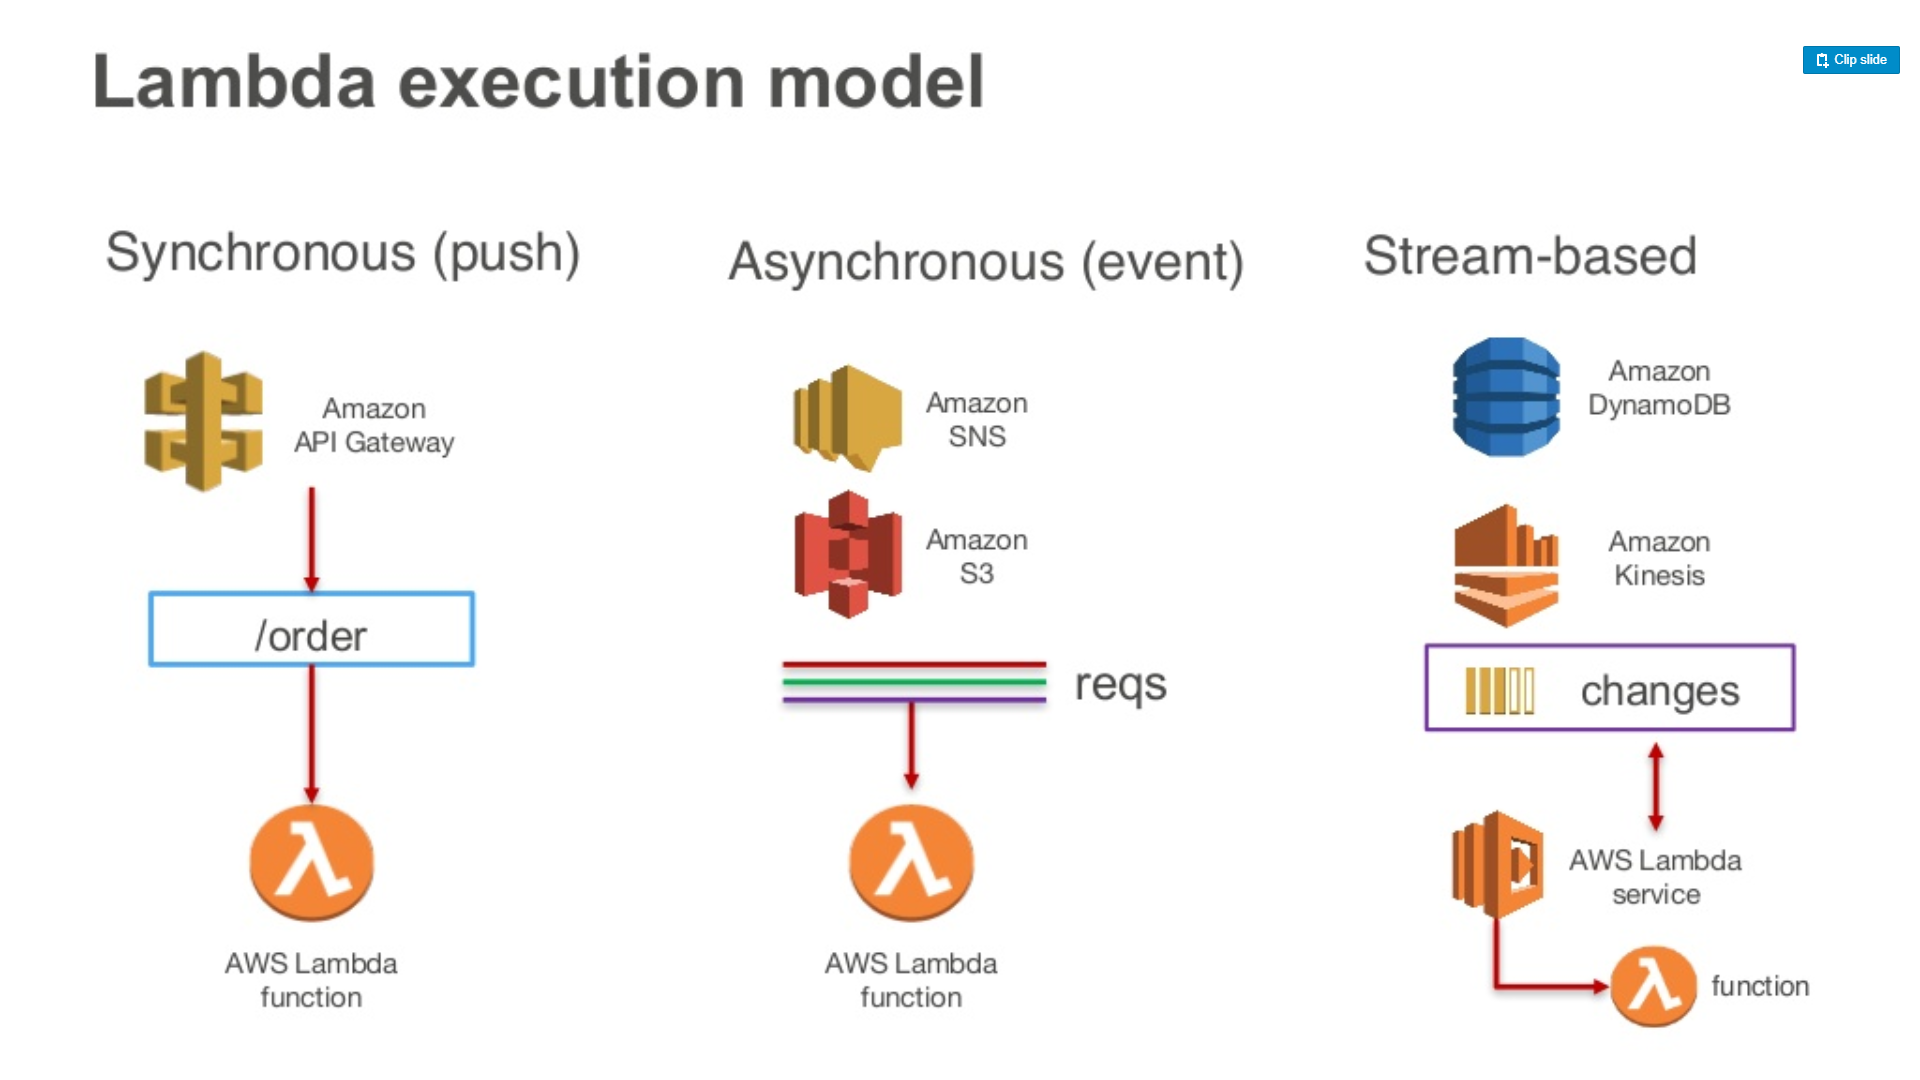 Lambda execution model
Clip slide
Synchronous (push)
Amazon
API Gateway
/order
AWS Lambda
function
Asynchronous (event)
Amazon
SNS
Amazon
S3
reqs
AWS Lambda
function
Stream-based
Amazon
DynamoDB
Amazon
Kinesis
changes
AWS Lambda
service
function